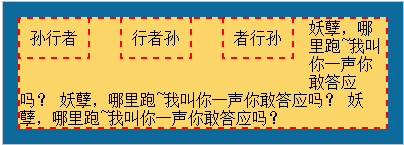 孙行者 行者孙 者行孙 妖孽，哪
里跑~我叫
你一声你
敢答应
吗？ 妖孽，哪里跑~我叫你一声你敢答应吗？ 妖
孽，哪里跑~我叫你一声你敢答应吗？